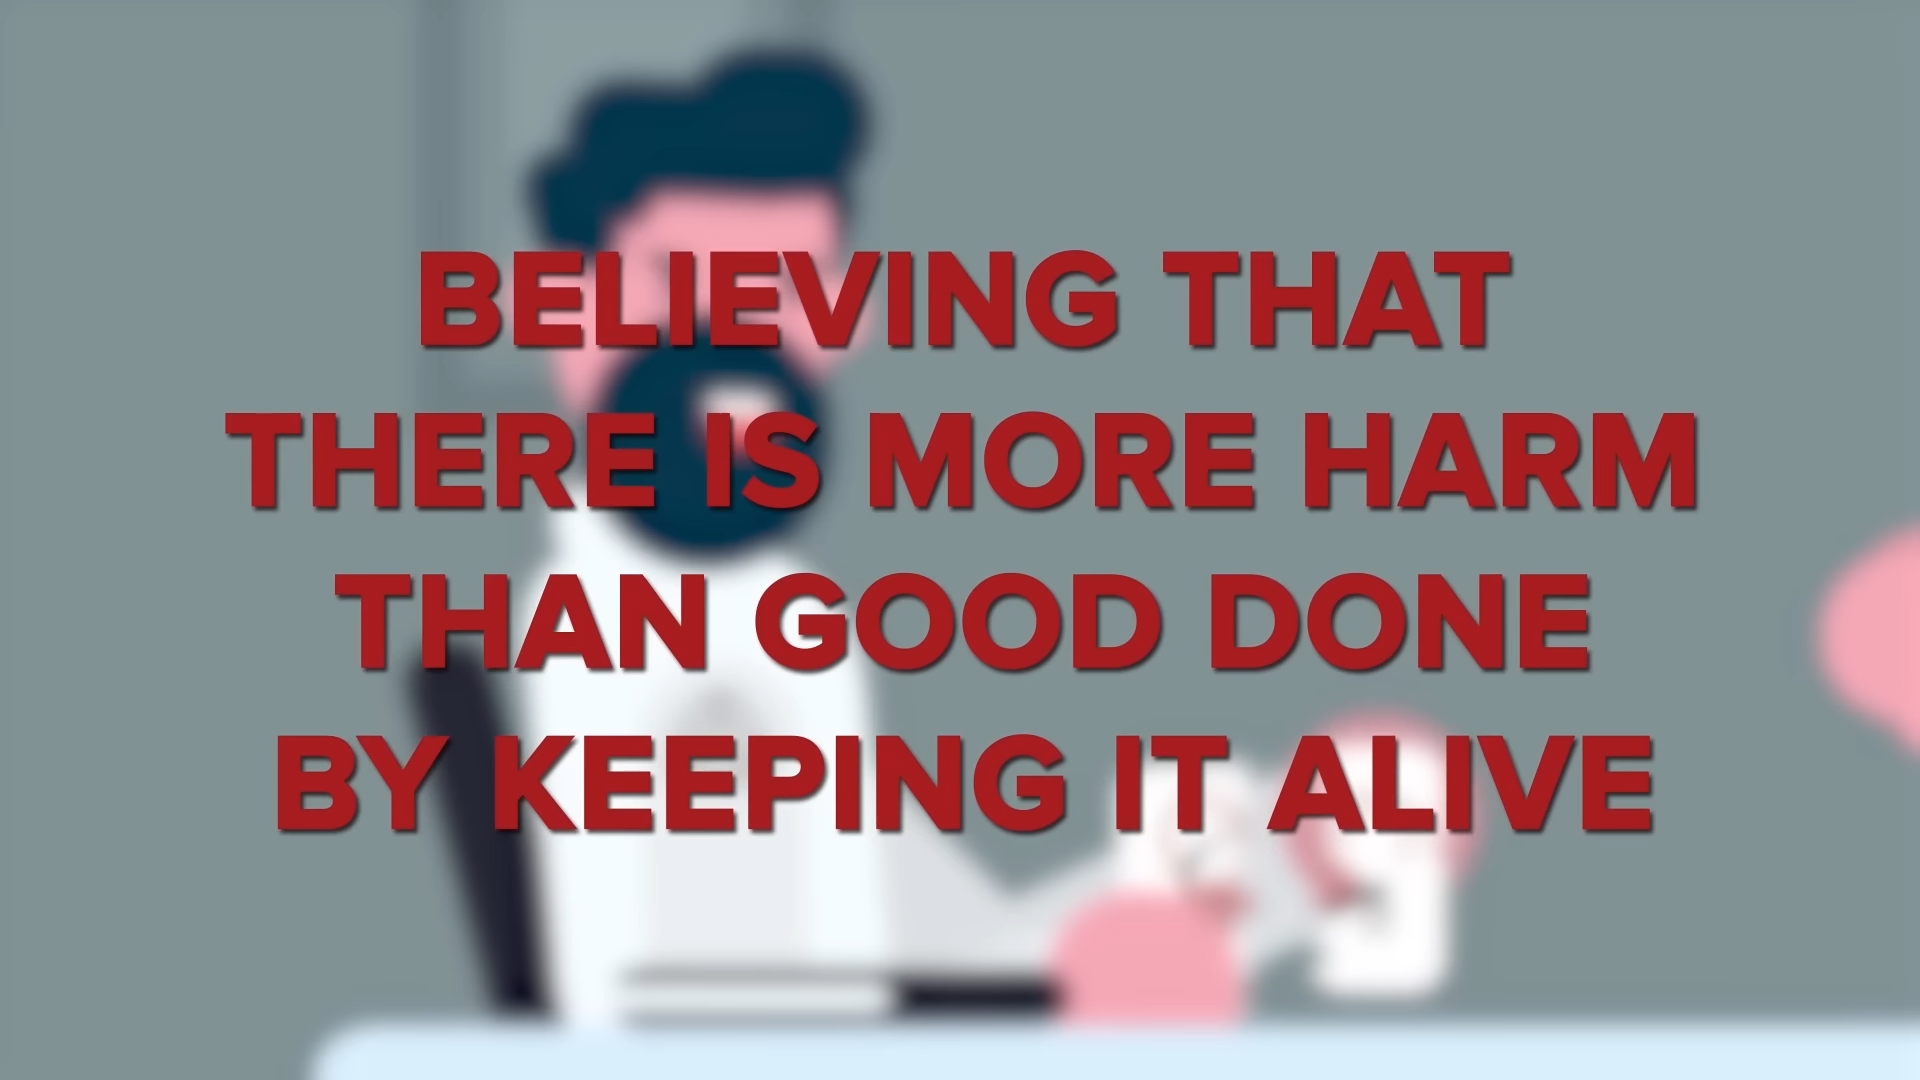 BELIEVING THAT
THERE IS MORE HARM
THAN GOOD DONE
BY KEEPING IT ALIVE